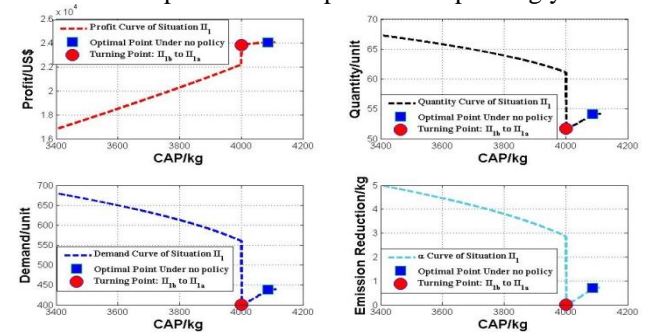 2.6 x 10⁴
Profit Curve of Situation II₁
Optimal Point Under no policy
Turning Point: II₁b to II₁a
2.4
2.2
2
1.8
1.6
3400 3600 3800 4000 4200
Profit/US$
CAP/kg
70
65
60
55
50
Quantity Curve of Situation II₁
Optimal Point Under no policy
Turning Point: II₁b to II₁a
3400 3600 3800 4000 4200
Quantity/unit
CAP/kg
700
650
600
550
500
450
400
Demand Curve of Situation II₁
Optimal Point Under no policy
Turning Point: II₁b to II₁a
3400 3600 3800 4000 4200
Demand/unit
CAP/kg
5
4
3
2
1
0
α Curve of Situation II₁
Optimal Point Under no policy
Turning Point: II₁b to II₁a
3400 3600 3800 4000 4200
Emission Reduction/kg
CAP/kg